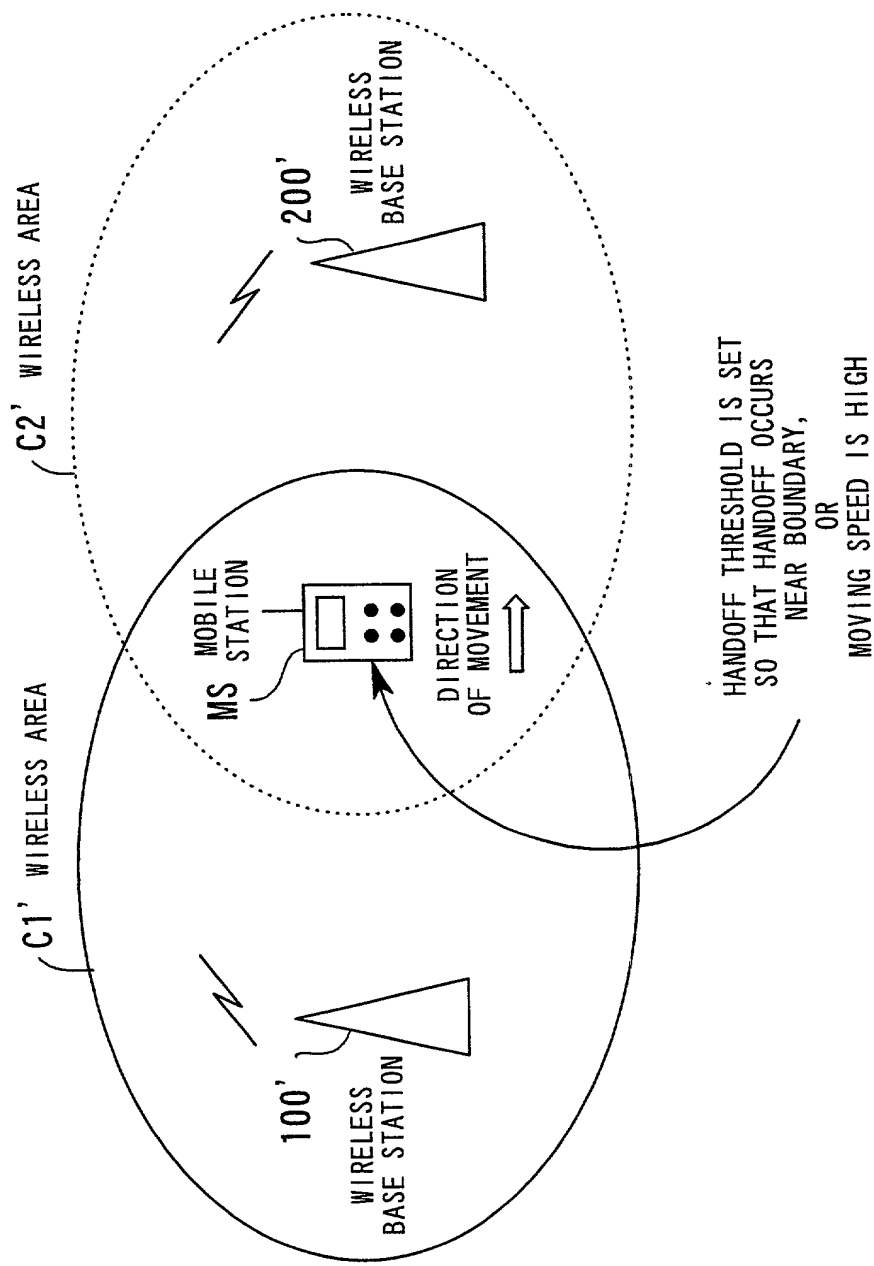 C1' WIRELESS AREA
C2' WIRELESS AREA
MS
MOBILE
STATION
100'
WIRELESS
BASE STATION
200'
WIRELESS
BASE STATION
DIRECTION
OF MOVEMENT
HANDOFF THRESHOLD IS SET
SO THAT HANDOFF OCCURS
NEAR BOUNDARY,
OR
MOVING SPEED IS HIGH